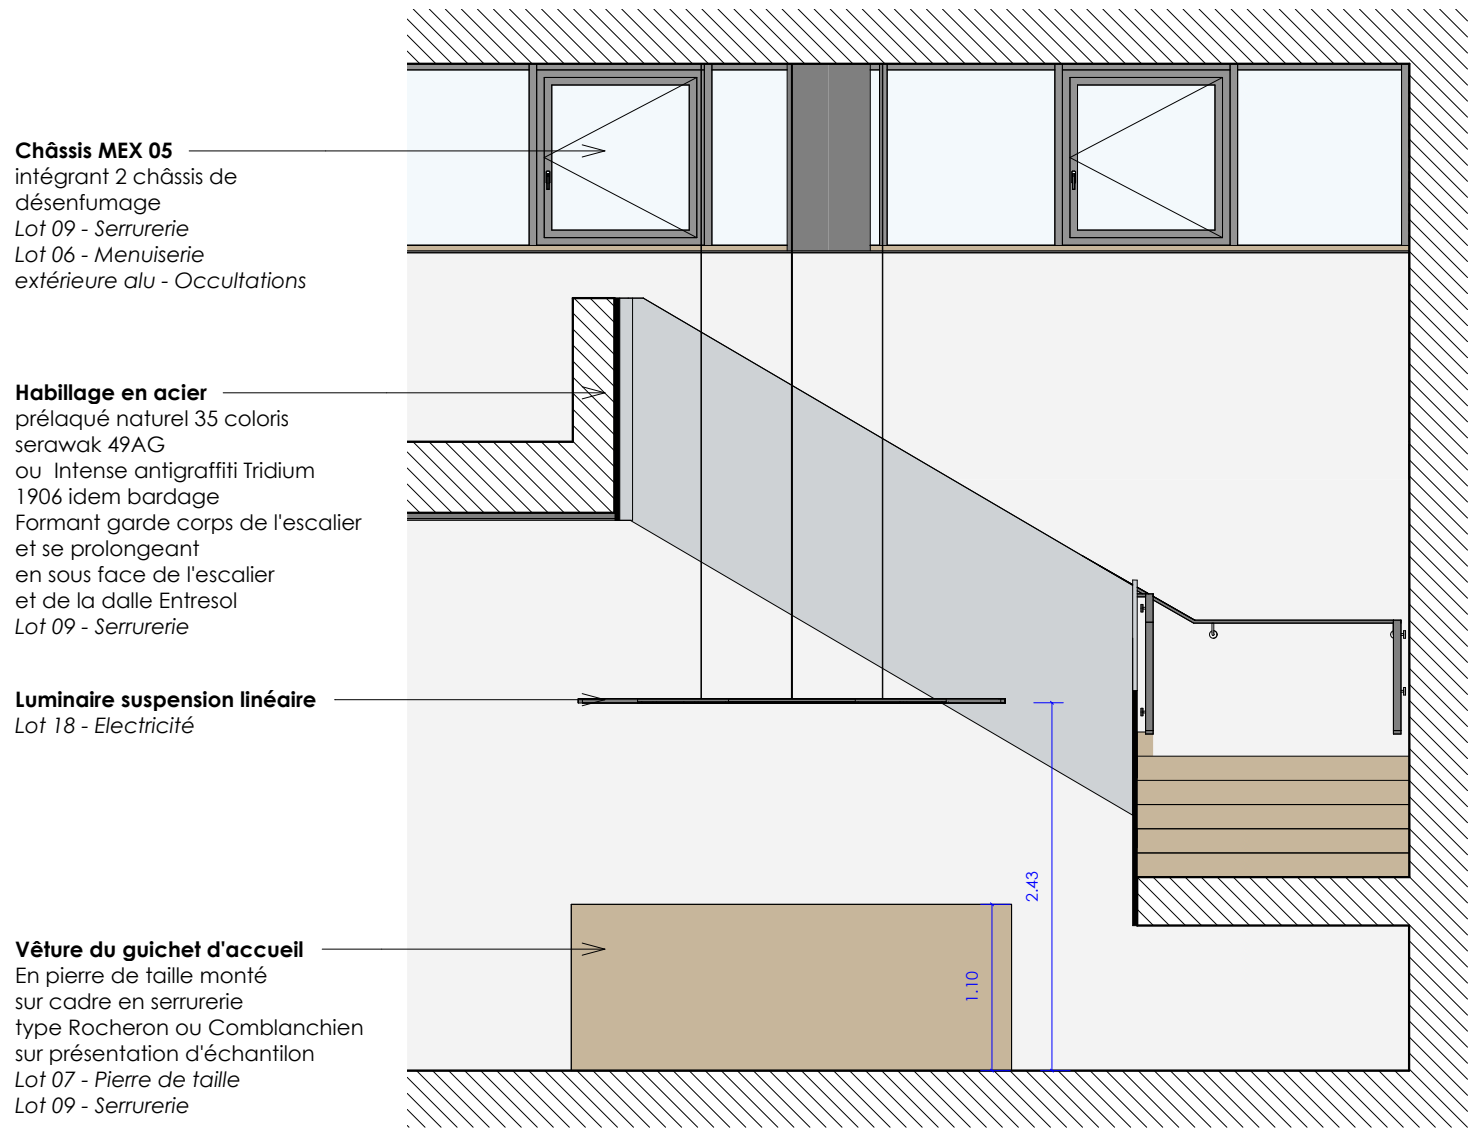 Châssis MEX 05
intégrant 2 châssis de
désenfumage
Lot 09 - Serrurerie
Lot 06 - Menuiserie
extérieure alu - Occultations
Habillage en acier
prélaqué naturel 35 coloris
serawak 49AG
ou Intense antigraffiti Tridium
1906 idem bardage
Formant garde corps de l'escalier
et se prolongeant
en sous face de l'escalier
et de la dalle Entresol
Lot 09 - Serrurerie
Luminaire suspension linéaire
Lot 18 - Electricité
Vêture du guichet d'accueil
En pierre de taille monté
sur cadre en serrurerie
type Rocheron ou Comblanchien
sur présentation d'échantilon
Lot 07 - Pierre de taille
Lot 09 - Serrurerie
2.43
1.10